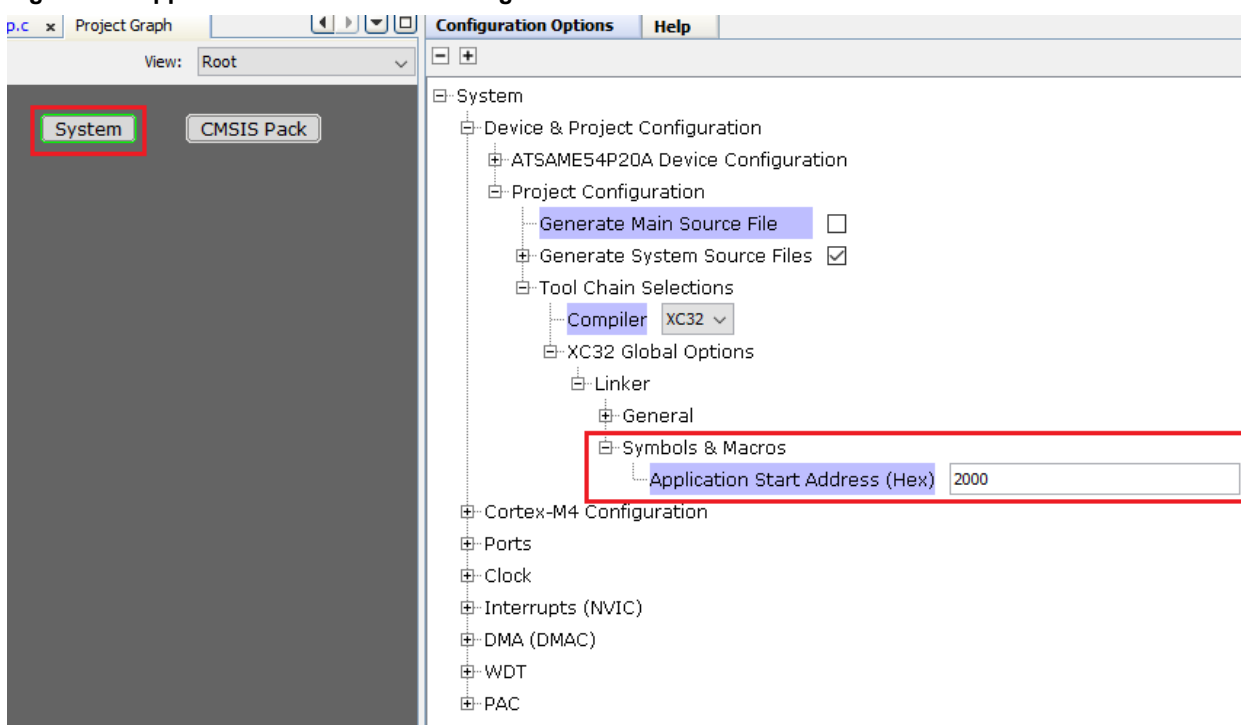 p.c x Project Graph
View: Root
System CMSIS Pack
Configuration Options Help
System
Device & Project Configuration
ATSAME54P20A Device Configuration
Project Configuration
Generate Main Source File
Generate System Source Files
Tool Chain Selections
Compiler XC32
XC32 Global Options
Linker
General
Symbols & Macros
Application Start Address (Hex) 2000
Cortex-M4 Configuration
Ports
Clock
Interrupts (NVIC)
DMA (DMAC)
WDT
PAC